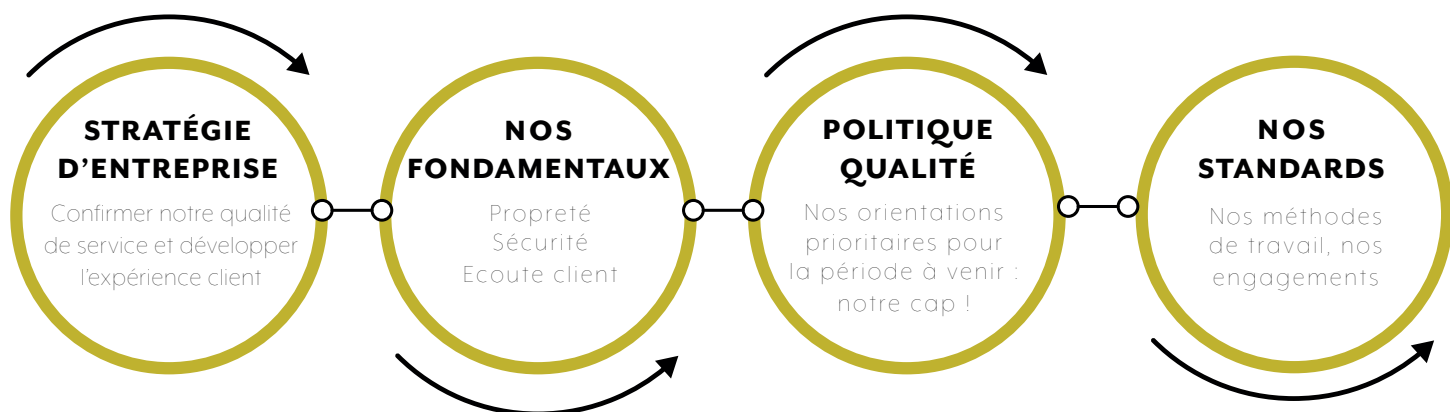 STRATÉGIE
D'ENTREPRISE
Confirmer notre qualité
de service et développer
l'expérience client
NOS
FONDAMENTAUX
Propreté
Sécurité
Ecoute client
POLITIQUE
QUALITÉ
Nos orientations
prioritaires pour
la période à venir :
notre cap !
NOS
STANDARDS
Nos méthodes
de travail, nos
engagements